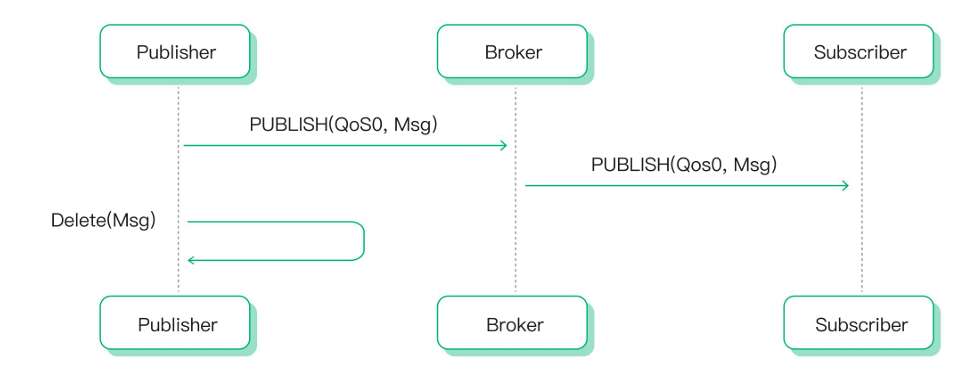 Publisher
Broker
Subscriber
PUBLISH(QoS0, Msg)
PUBLISH(Qos0, Msg)
Delete(Msg)
Publisher
Broker
Subscriber